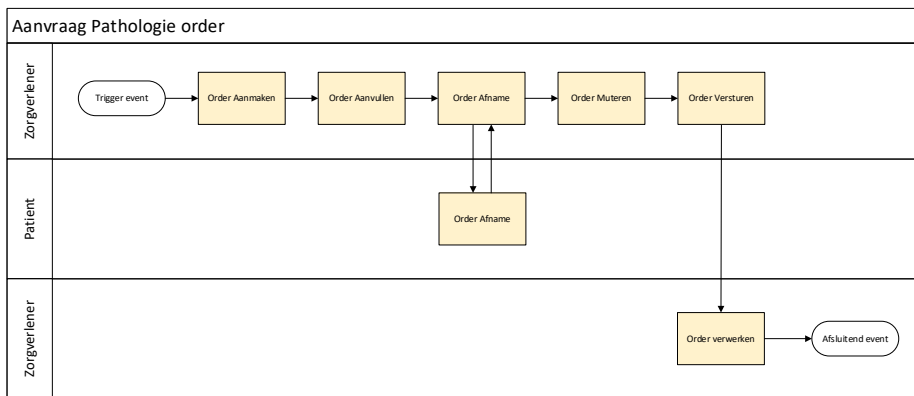 Aanvraag Pathologie order
Zorgverlener
Trigger event
Order Aanmaken
Order Aanvullen
Order Afname
Order Muteren
Order Versturen
Patient
Order Afname
Zorgverlener
Order verwerken
Afsluitend event